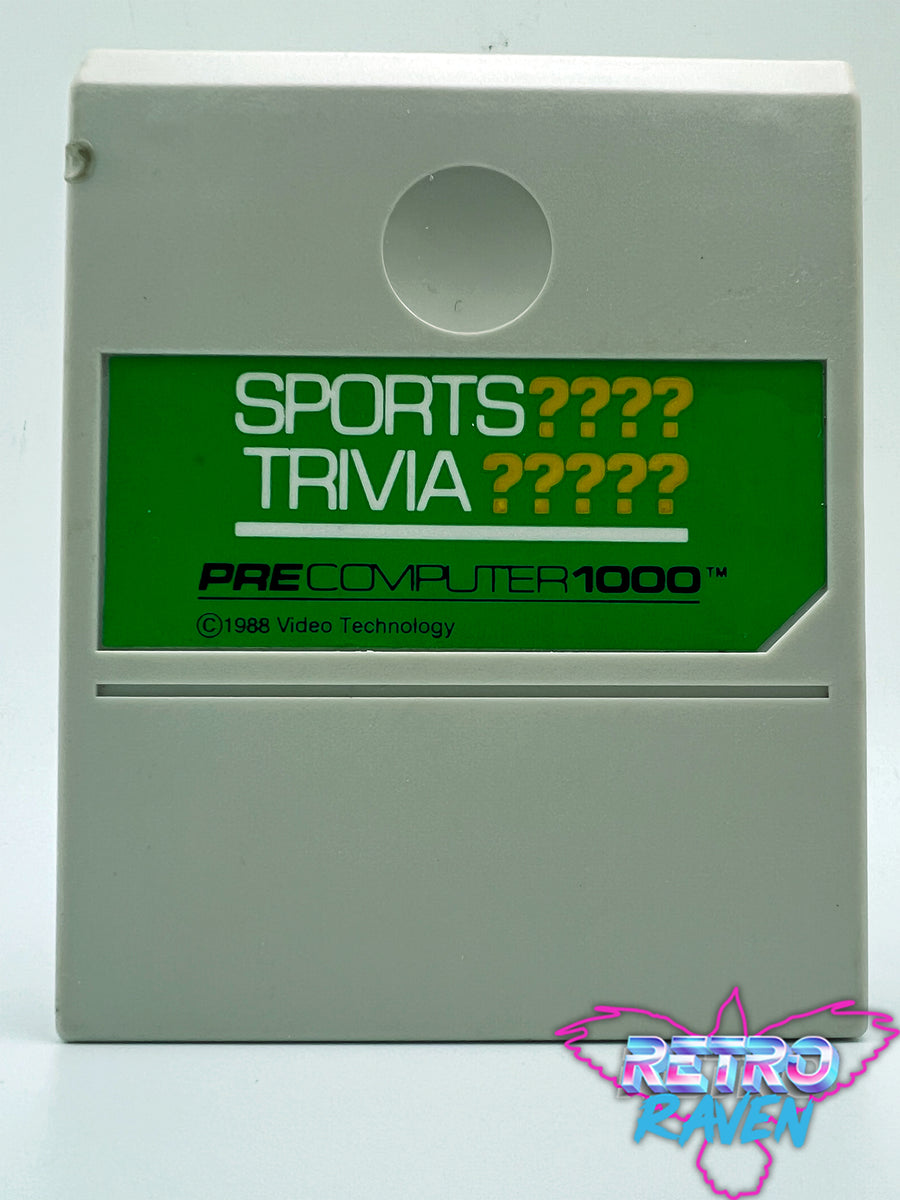 SPORTS????
TRIVIA ?????
PRECOMPUTER1000™
©1988 Video Technology
RETRO
RAVEN